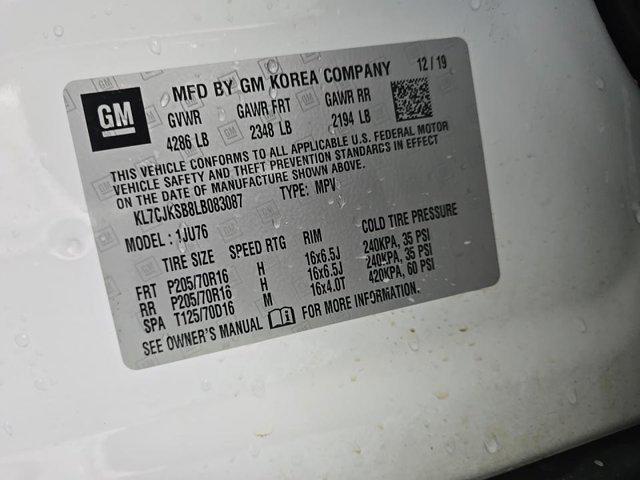 GM
MFD BY GM KOREA COMPANY 12/19
GVWR GAWR FRT GAWR RR
4286 LB 2348 LB 2194 LB
THIS VEHICLE CONFORMS TO ALL APPLICABLE U.S. FEDERAL MOTOR
VEHICLE SAFETY AND THEFT PREVENTION STANDARDS IN EFFECT
ON THE DATE OF MANUFACTURE SHOWN ABOVE.
KL7CJKSB8LB083087 TYPE: MPV
MODEL: 1JU76
TIRE SIZE SPEED RTG RIM COLD TIRE PRESSURE
FRT P205/70R16 H 16x6.5J 240KPA, 35 PSI
RR P205/70R16 H 16x6.5J 240KPA, 35 PSI
SPA T125/70D16 M 16x4.0T 420KPA, 60 PSI
SEE OWNER'S MANUAL FOR MORE INFORMATION.